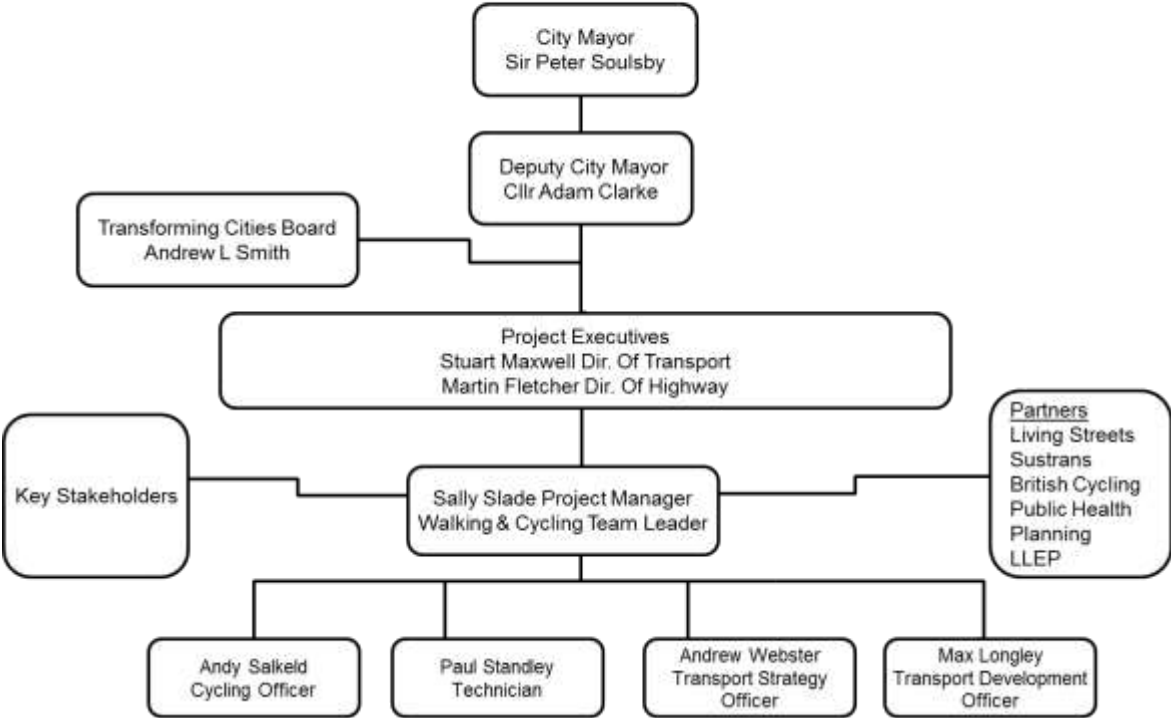 City Mayor
Sir Peter Soulsby
Deputy City Mayor
Cllr Adam Clarke
Transforming Cities Board
Andrew L Smith
Project Executives
Stuart Maxwell Dir. Of Transport
Martin Fletcher Dir. Of Highway
Key Stakeholders
Sally Slade Project Manager
Walking & Cycling Team Leader
Partners
Living Streets
Sustrans
British Cycling
Public Health
Planning
LLEP
Andy Salkeld
Cycling Officer
Paul Standley
Technician
Andrew Webster
Transport Strategy
Officer
Max Longley
Transport Development
Officer